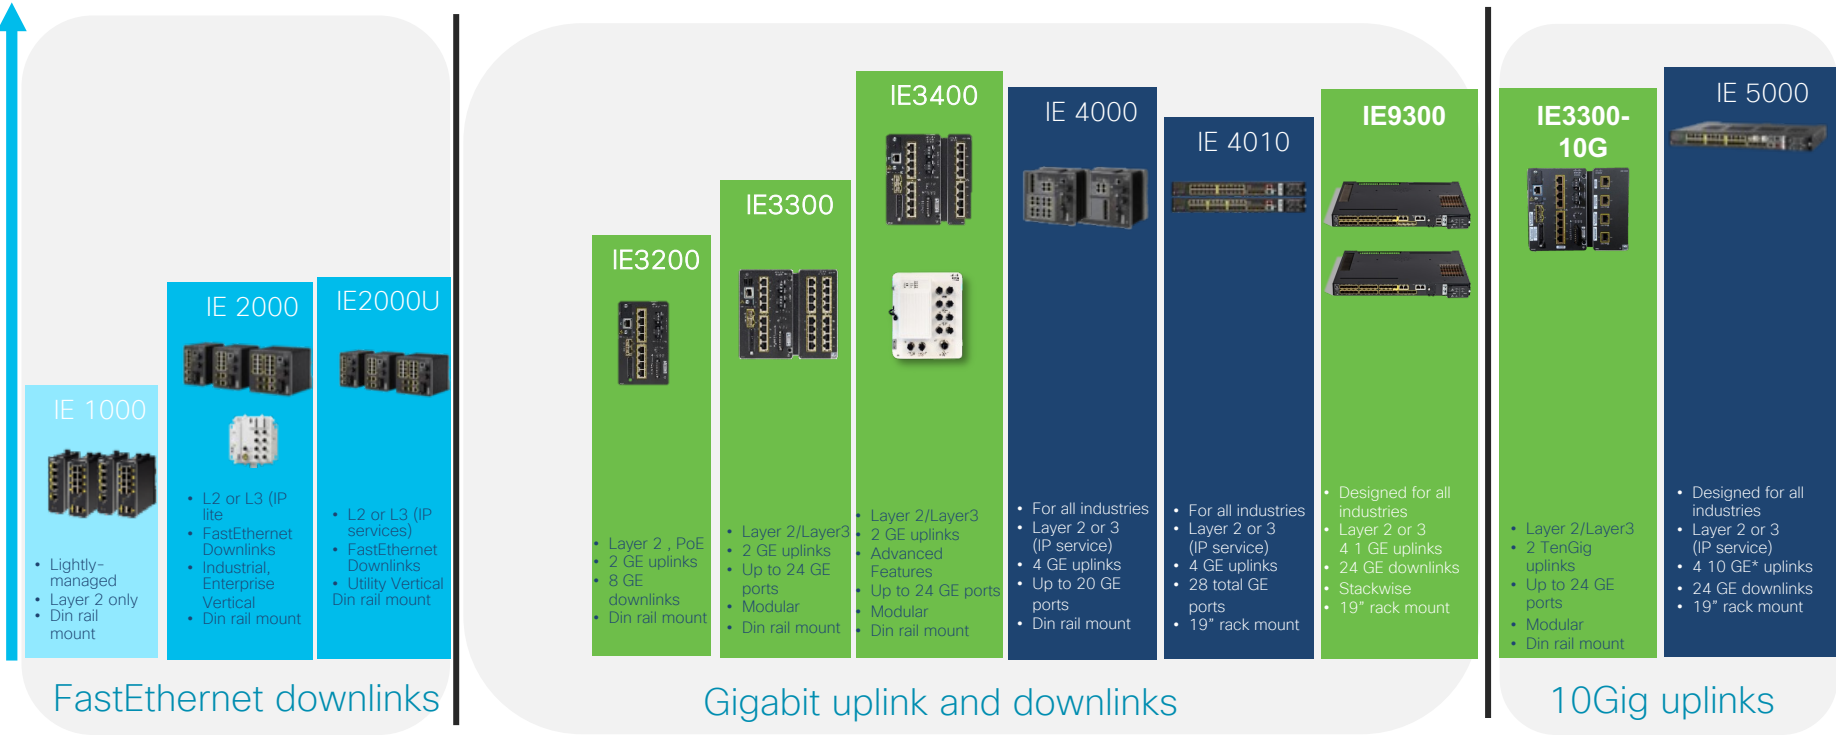 IE 1000
• Lightly-
managed
• Layer 2 only
• Din rail
mount
IE 2000
• L2 or L3 (IP
lite
• FastEthernet
Downlinks
• Industrial,
Enterprise
Vertical
• Din rail mount
IE2000U
• L2 or L3 (IP
services)
• FastEthernet
Downlinks
• Utility Vertical
Din rail mount
FastEthernet downlinks
IE3200
• Layer 2 , PoE
• 2 GE uplinks
• 8 GE
downlinks
• Din rail mount
IE3300
• Layer 2/Layer3
• 2 GE uplinks
• Up to 24 GE
ports
• Modular
• Din rail mount
IE3400
• Layer 2/Layer3
• 2 GE uplinks
• Advanced
Features
• Up to 24 GE ports
• Modular
• Din rail mount
IE 4000
• For all industries
• Layer 2 or 3
(IP service)
• 4 GE uplinks
• Up to 20 GE
ports
• Din rail mount
IE 4010
• For all industries
• Layer 2 or 3
(IP service)
• 4 GE uplinks
• 28 total GE
ports
• 19” rack mount
IE9300
• Designed for all
industries
• Layer 2 or 3
4 1 GE uplinks
• 24 GE downlinks
• Stackwise
• 19” rack mount
Gigabit uplink and downlinks
IE3300-
10G
• Layer 2/Layer3
• 2 TenGig
uplinks
• Up to 24 GE
ports
• Modular
• Din rail mount
IE 5000
• Designed for all
industries
• Layer 2 or 3
(IP service)
• 4 10 GE* uplinks
• 24 GE downlinks
• 19” rack mount
10Gig uplinks